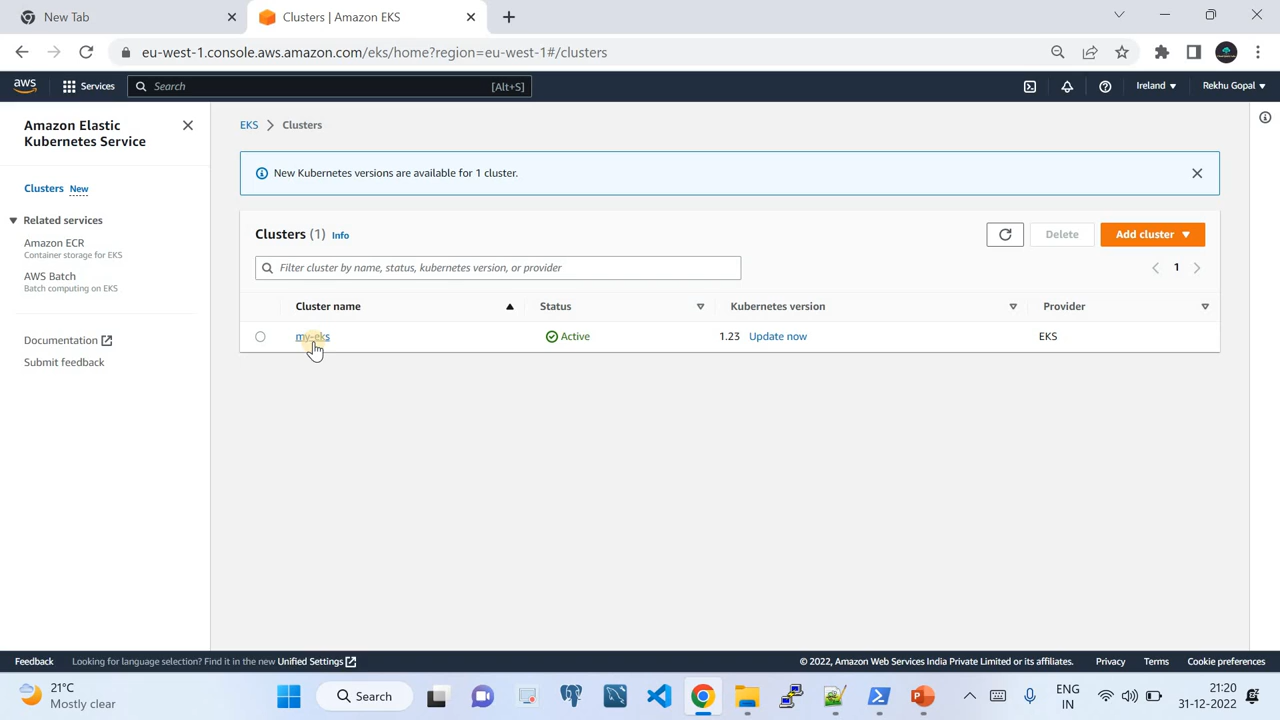 New Tab
Clusters | Amazon EKS
eu-west-1.console.aws.amazon.com/eks/home?region=eu-west-1#/clusters
aws
Services
Search
[Alt+S]
Ireland
Rekhu Gopal
Amazon Elastic
Kubernetes Service
Clusters New
Related services
Amazon ECR
Container storage for EKS
AWS Batch
Batch computing on EKS
Documentation
Submit feedback
EKS > Clusters
New Kubernetes versions are available for 1 cluster.
Clusters (1) Info
Delete
Add cluster
Filter cluster by name, status, kubernetes version, or provider
1
Cluster name
Status
Kubernetes version
Provider
my-eks
Active
1.23 Update now
EKS
Feedback
Looking for language selection? Find it in the new Unified Settings
© 2022, Amazon Web Services India Private Limited or its affiliates.
Privacy
Terms
Cookie preferences
21°C
Mostly clear
Search
ENG
IN
21:20
31-12-2022